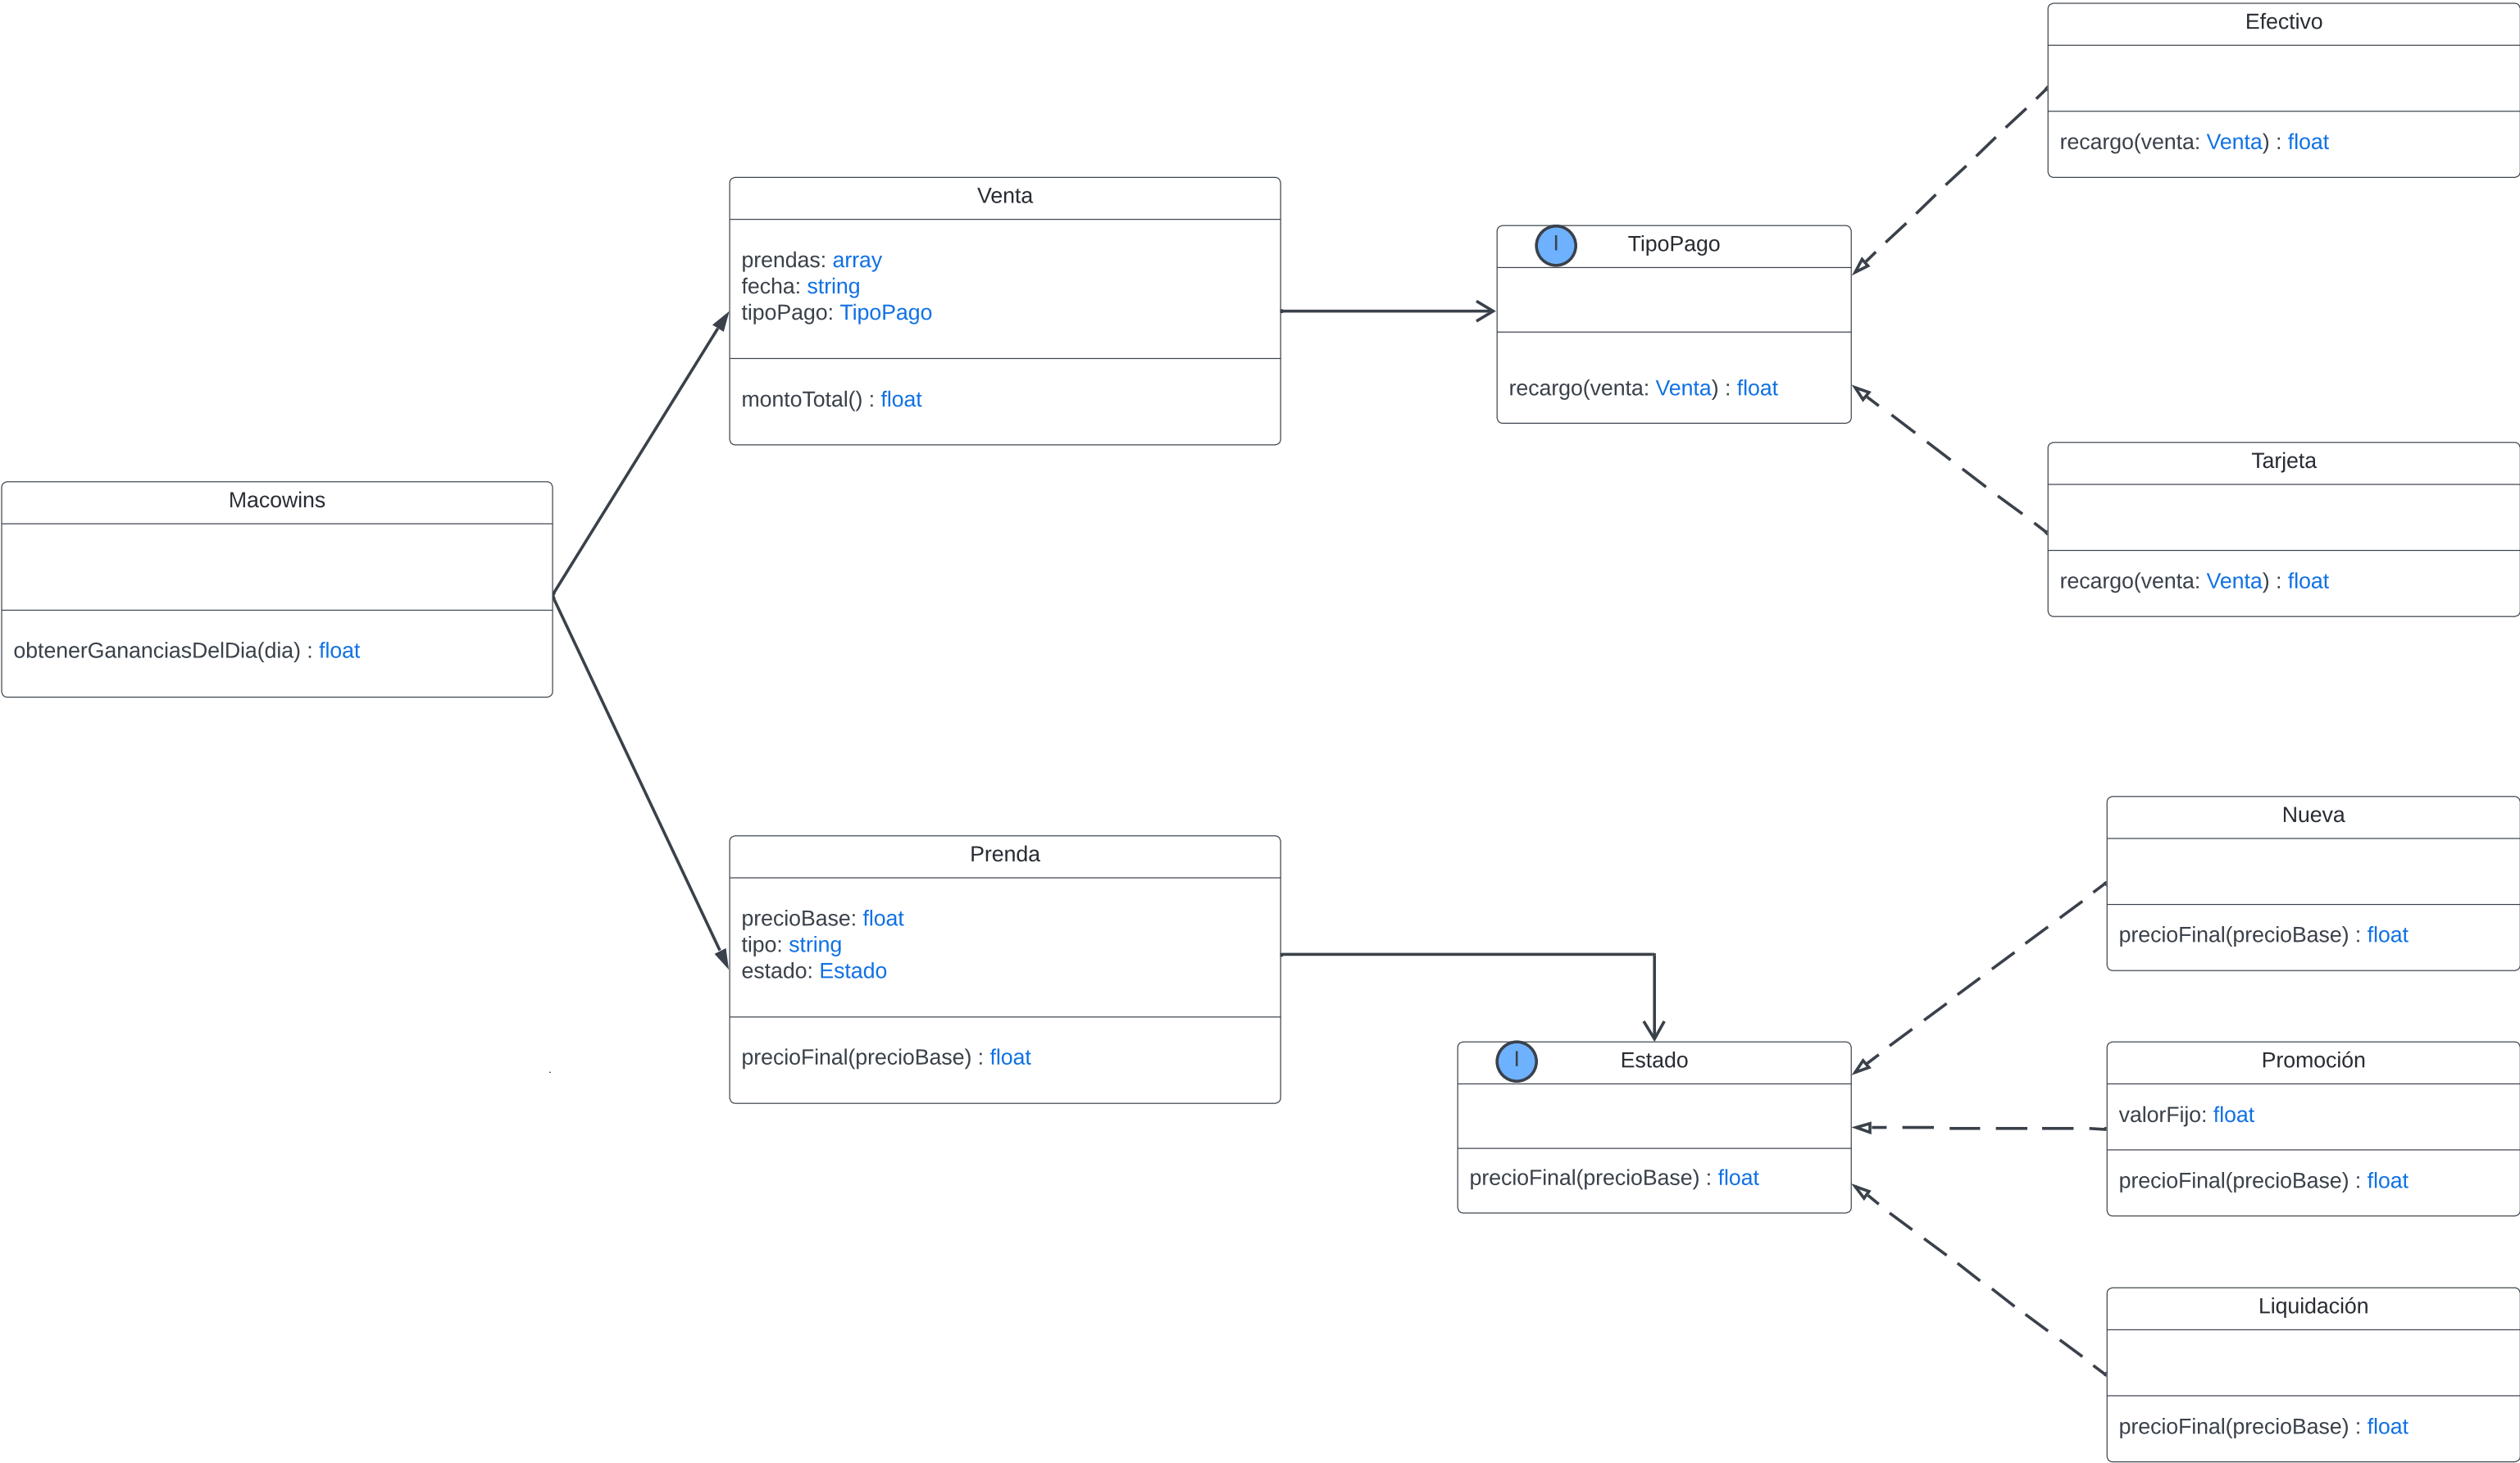 Efectivo
recargo(venta: Venta) : float
Venta
prendas: array
fecha: string
tipoPago: TipoPago
montoTotal() : float
I
TipoPago
recargo(venta: Venta) : float
Tarjeta
recargo(venta: Venta) : float
Macowins
obtenerGananciasDelDia(dia) : float
Nueva
precioFinal(precioBase) : float
Prenda
precioBase: float
tipo: string
estado: Estado
precioFinal(precioBase) : float
I
Estado
precioFinal(precioBase) : float
Promoción
valorFijo: float
precioFinal(precioBase) : float
Liquidación
precioFinal(precioBase) : float